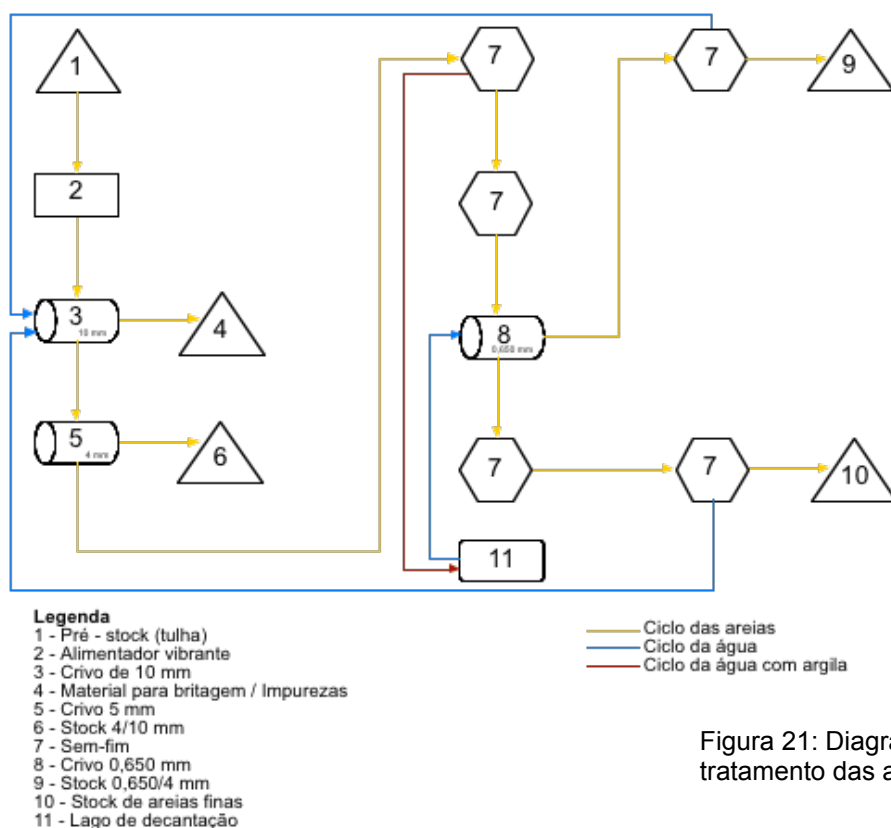 1
7
7
9
2
7
3
10 mm
4
8
0,650 mm
5
4 mm
6
7
7
10
11
Legenda
1 - Pré - stock (tulha)
2 - Alimentador vibrante
3 - Crivo de 10 mm
4 - Material para britagem / Impurezas
5 - Crivo 5 mm
6 - Stock 4/10 mm
7 - Sem-fim
8 - Crivo 0,650 mm
9 - Stock 0,650/4 mm
10 - Stock de areias finas
11 - Lago de decantação
Ciclo das areias
Ciclo da água
Ciclo da água com argila
Figura 21: Diagra
tratamento das a